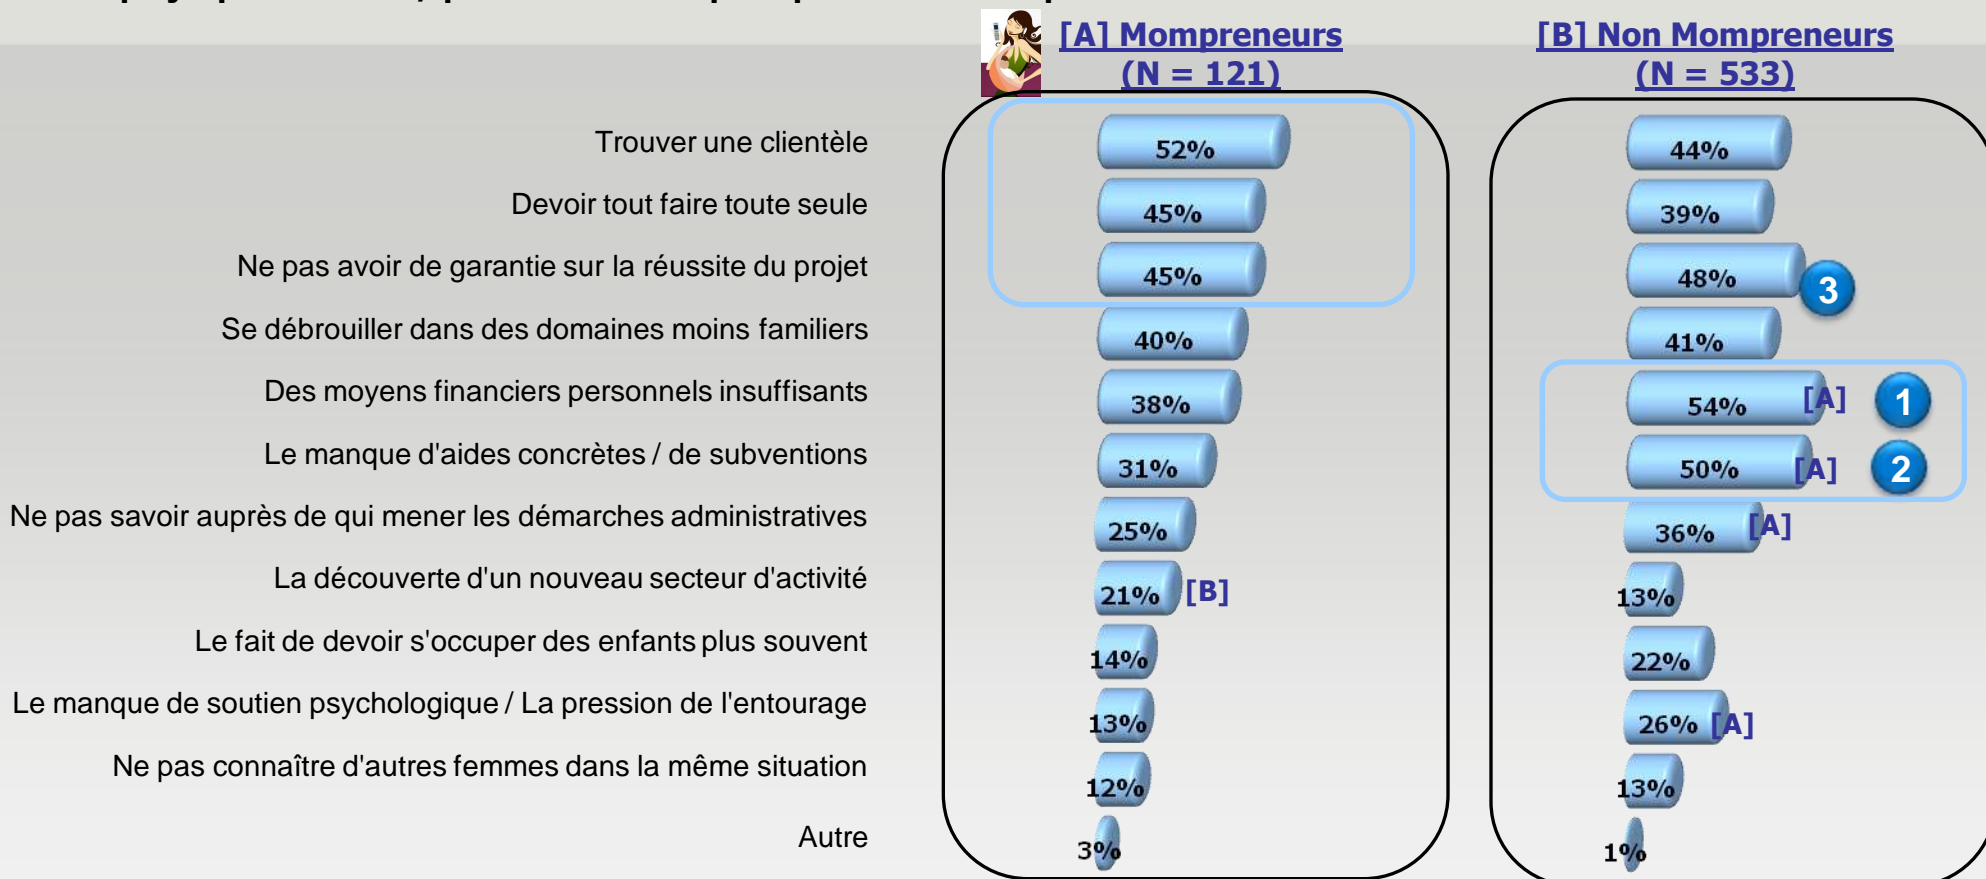 [A] Mompreneurs
(N = 121)
[B] Non Mompreneurs
(N = 533)
Trouver une clientèle 52% 44%
Devoir tout faire toute seule 45% 39%
Ne pas avoir de garantie sur la réussite du projet 45% 48% 3
Se débrouiller dans des domaines moins familiers 40% 41%
Des moyens financiers personnels insuffisants 38% 54% [A] 1
Le manque d'aides concrètes / de subventions 31% 50% [A] 2
Ne pas savoir auprès de qui mener les démarches administratives 25% 36% [A]
La découverte d'un nouveau secteur d'activité 21% [B] 13%
Le fait de devoir s'occuper des enfants plus souvent 14% 22%
Le manque de soutien psychologique / La pression de l'entourage 13% 26% [A]
Ne pas connaître d'autres femmes dans la même situation 12% 13%
Autre 3% 1%